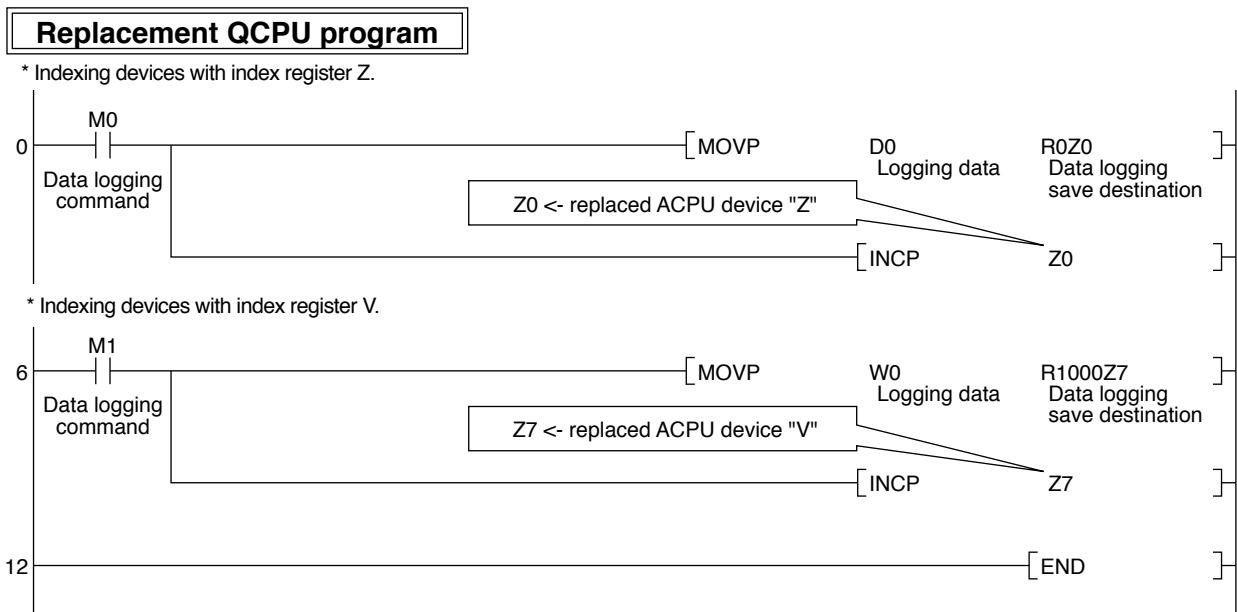 Replacement QCPU program
* Indexing devices with index register Z.
M0
0
MOVP D0 R0Z0
Data logging command
Logging data
Data logging save destination
Z0 <- replaced ACPU device "Z"
INCP Z0
* Indexing devices with index register V.
M1
6
MOVP W0 R1000Z7
Data logging command
Logging data
Data logging save destination
Z7 <- replaced ACPU device "V"
INCP Z7
12
END